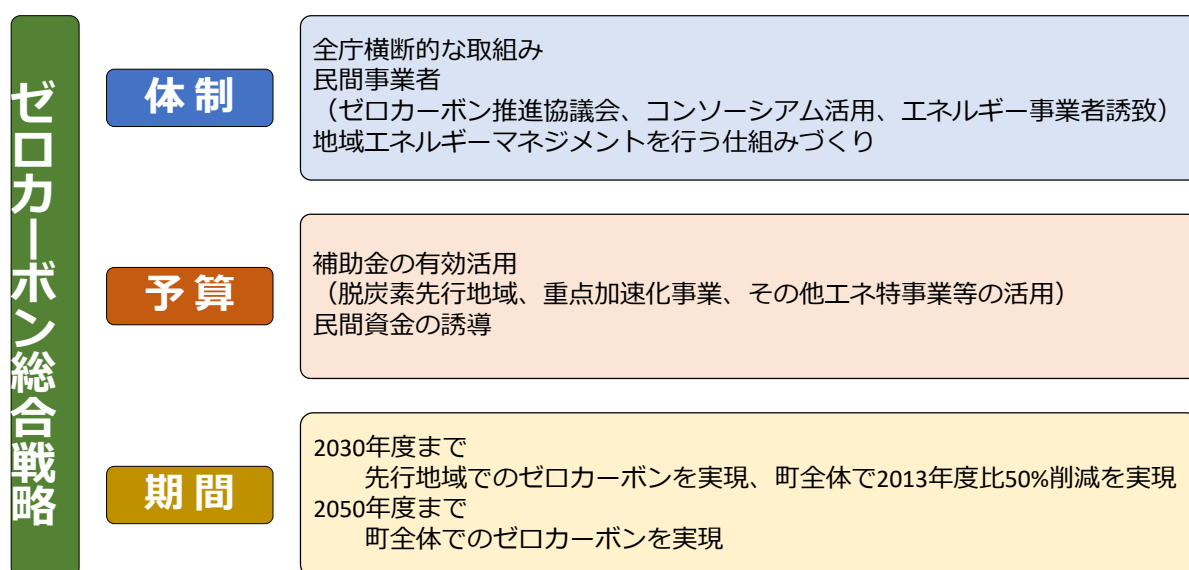 ゼロカーボン総合戦略
体制
全庁横断的な取組み
民間事業者
（ゼロカーボン推進協議会、コンソーシアム活用、エネルギー事業者誘致）
地域エネルギーマネジメントを行う仕組みづくり
予算
補助金の有効活用
（脱炭素先行地域、重点加速化事業、その他エネ特事業等の活用）
民間資金の誘導
期間
2030年度まで
先行地域でのゼロカーボンを実現、町全体で2013年度比50%削減を実現
2050年度まで
町全体でのゼロカーボンを実現